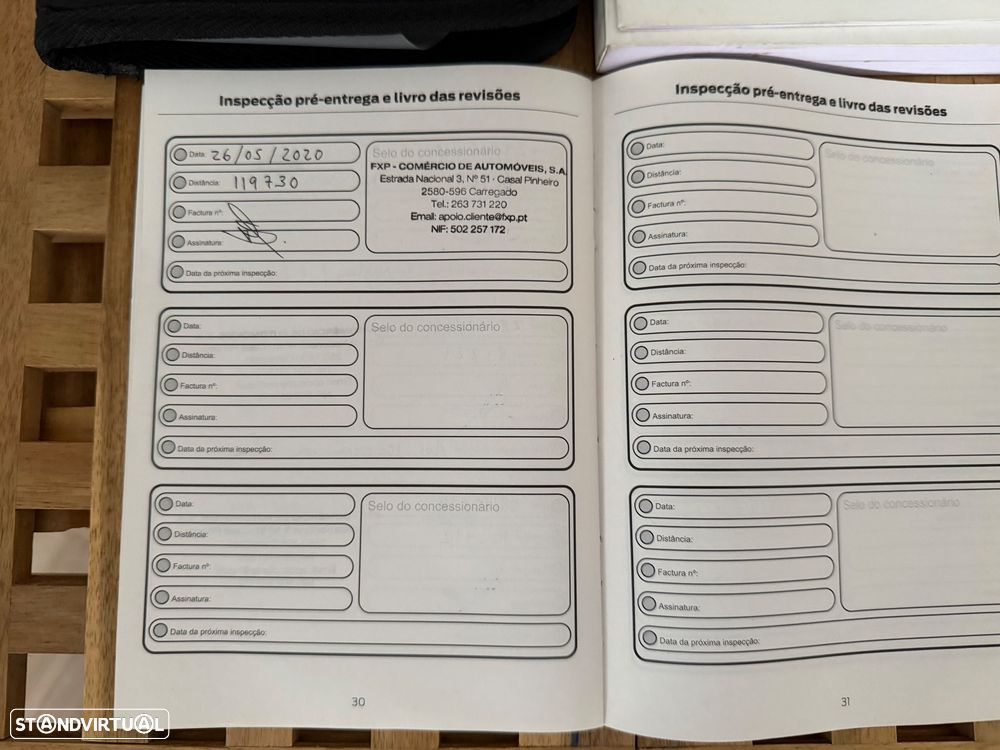 Inspecção pré-entrega e livro das revisões
Data: 26/05/2020
Distância: 119730
Factura nº:
Assinatura:
Data da próxima inspecção:
Selo do concessionário
FXP - COMÉRCIO DE AUTOMÓVEIS, S.A.
Estrada Nacional 3, Nº 51 - Casal Pinheiro
2580-596 Carregado
Tel.: 263 731 220
Email: apoio.cliente@fxp.pt
NIF: 502 257 172
Data:
Distância:
Factura nº:
Assinatura:
Data da próxima inspecção:
Selo do concessionário
Data:
Distância:
Factura nº:
Assinatura:
Data da próxima inspecção:
Selo do concessionário
30
Inspecção pré-entrega e livro das revisões
Data:
Distância:
Factura nº:
Assinatura:
Data da próxima inspecção:
Selo do concessionário
Data:
Distância:
Factura nº:
Assinatura:
Data da próxima inspecção:
Selo do concessionário
Data:
Distância:
Factura nº:
Assinatura:
Data da próxima inspecção:
Selo do concessionário
31
STANDVIRTUAL